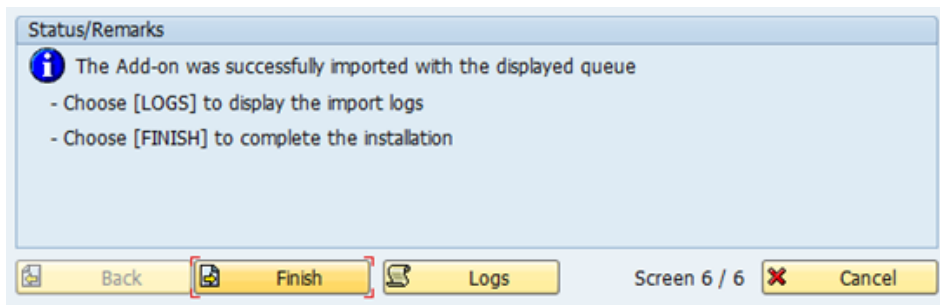 Status/Remarks
The Add-on was successfully imported with the displayed queue
- Choose [LOGS] to display the import logs
- Choose [FINISH] to complete the installation
Back Finish Logs Screen 6 / 6 Cancel